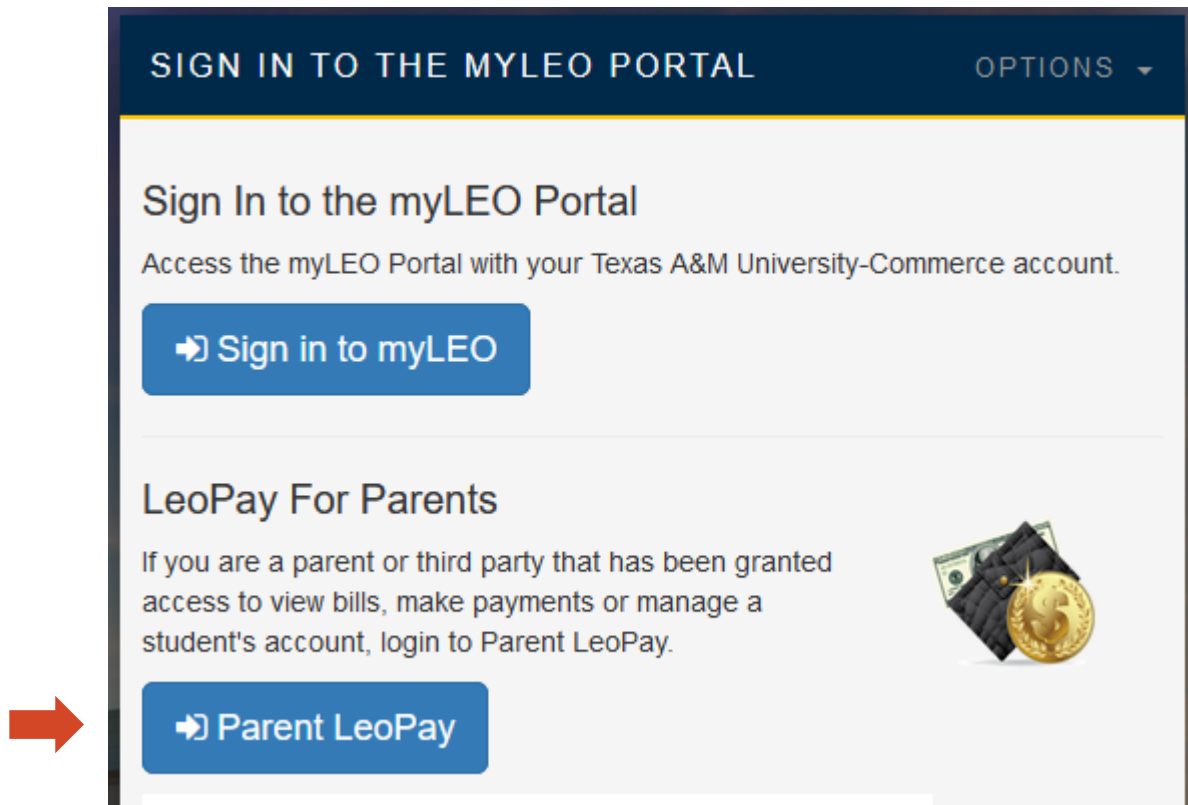 SIGN IN TO THE MYLEO PORTAL OPTIONS
Sign In to the myLEO Portal
Access the myLEO Portal with your Texas A&M University-Commerce account.
Sign in to myLEO
LeoPay For Parents
If you are a parent or third party that has been granted
access to view bills, make payments or manage a
student's account, login to Parent LeoPay.
Parent LeoPay